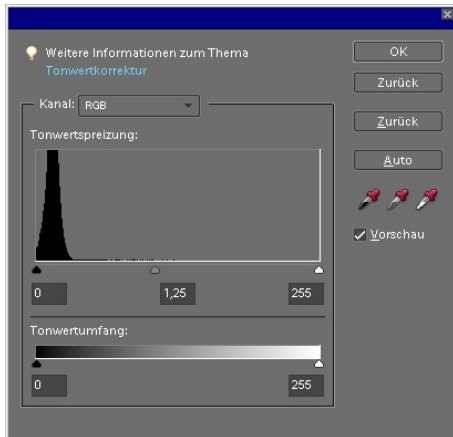 Weitere Informationen zum Thema
Tonwertkorrektur
Kanal: RGB
Tonwertspreizung:
0 1,25 255
Tonwertumfang:
0 255
OK
Zurück
Zurück
Auto
Vorschau